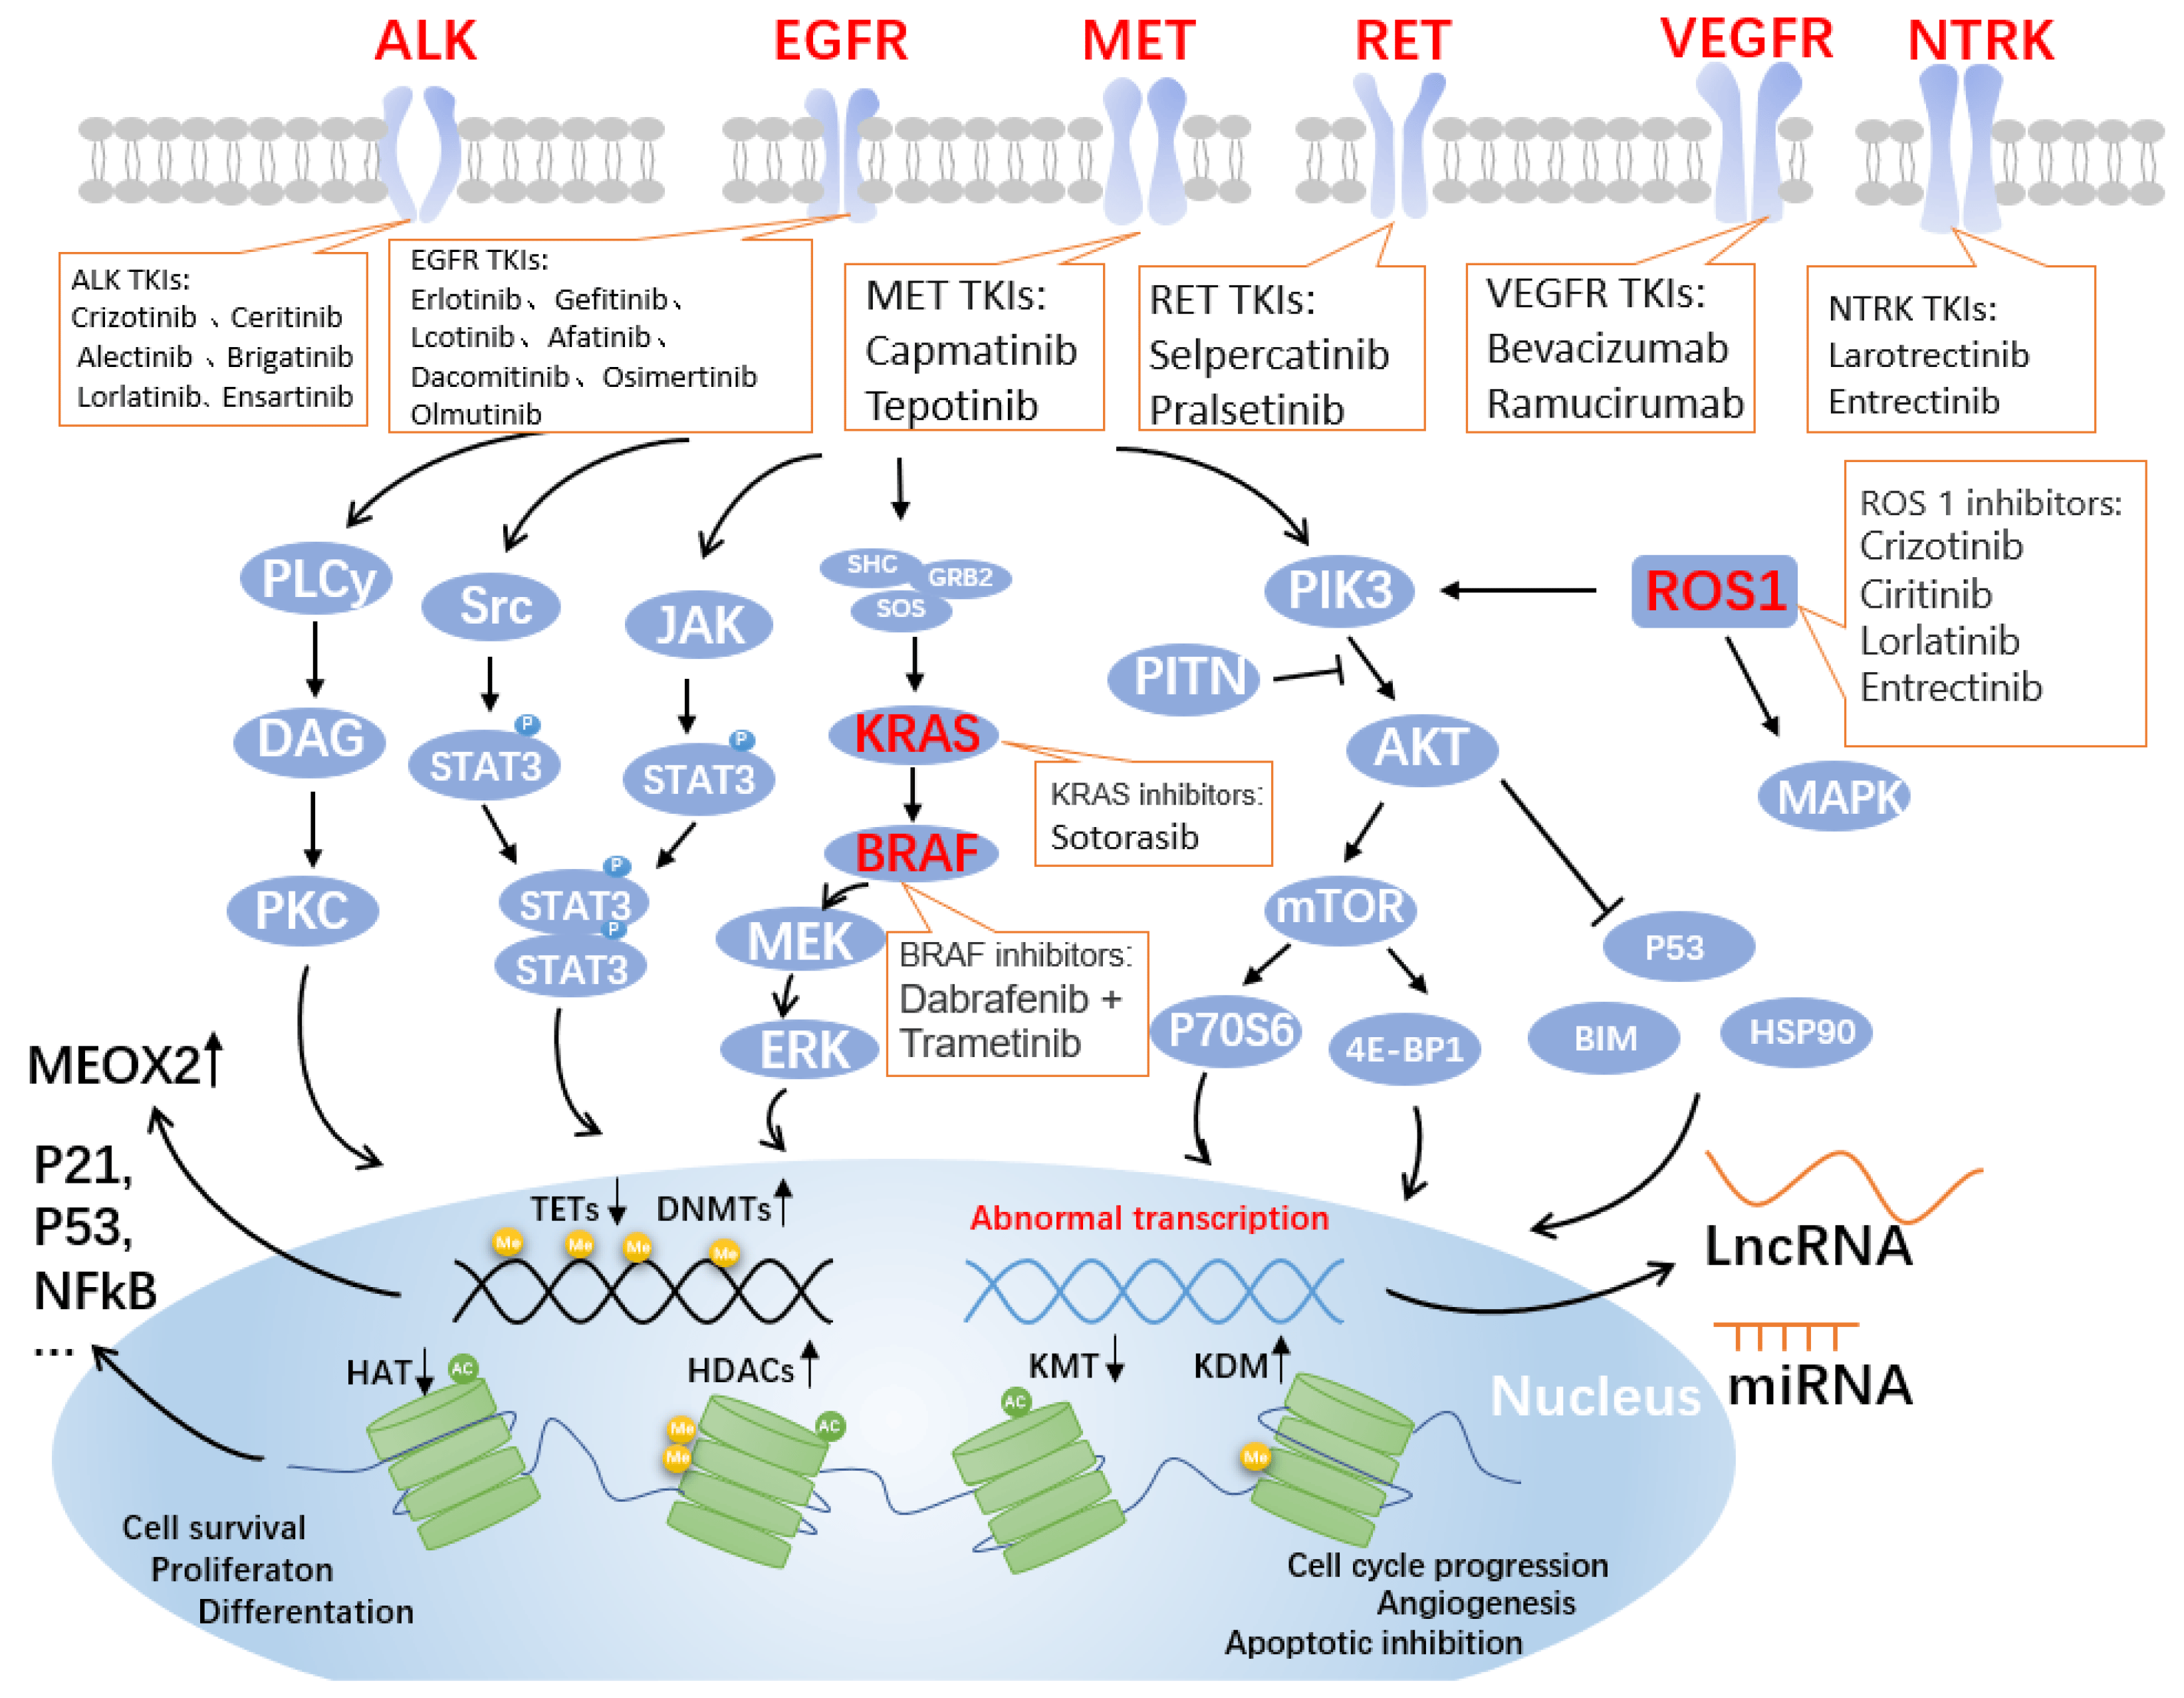 ALK
EGFR
MET
RET
VEGFR
NTRK
ALK TKIs:
Crizotinib 、Ceritinib
Alectinib 、Brigatinib
Lorlatinib、Ensartinib
EGFR TKIs:
Erlotinib、Gefitinib、
Lcotinib、Afatinib、
Dacomitinib、Osimertinib
Olmutinib
MET TKIs:
Capmatinib
Tepotinib
RET TKIs:
Selpercatinib
Pralsetinib
VEGFR TKIs:
Bevacizumab
Ramucirumab
NTRK TKIs:
Larotrectinib
Entrectinib
ROS 1 inhibitors:
Crizotinib
Ciritinib
Lorlatinib
Entrectinib
PLCy
Src
JAK
SHC
GRB2
SOS
PIK3
ROS1
PITN
DAG
STAT3
P
STAT3
P
KRAS
AKT
MAPK
KRAS inhibitors:
Sotorasib
BRAF
PKC
STAT3
P
STAT3
P
MEK
BRAF inhibitors:
Dabrafenib +
Trametinib
mTOR
P53
ERK
P70S6
4E-BP1
BIM
HSP90
MEOX2↑
P21,
P53,
NFkB
...
TETs↓
DNMTs↑
Me
Me
Me
Me
Abnormal transcription
LncRNA
miRNA
HAT↓
AC
HDACs↑
Me
Me
AC
KMT↓
AC
KDM↑
Me
Nucleus
Cell survival
Proliferaton
Differentation
Cell cycle progression
Angiogenesis
Apoptotic inhibition